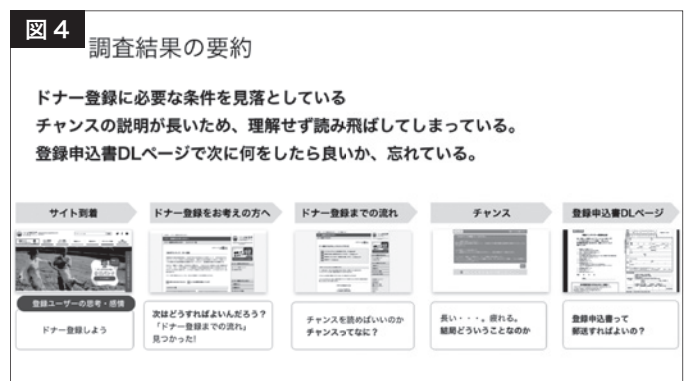 図4
調査結果の要約
ドナー登録に必要な条件を見落としている
チャンスの説明が長いため、理解せず読み飛ばしてしまっている。
登録申込書DLページで次に何をしたら良いか、忘れている。
サイト到着
ドナー登録をお考えの方へ
ドナー登録までの流れ
チャンス
登録申込書DLページ
登録ユーザーの思考・感情
ドナー登録しよう
次はどうすればよいんだろう?
「ドナー登録までの流れ」
見つかった!
チャンスを読めばいいのか
チャンスってなに?
長い・・・。疲れる。
結局どういうことなのか
登録申込書って
郵送すればよいの?